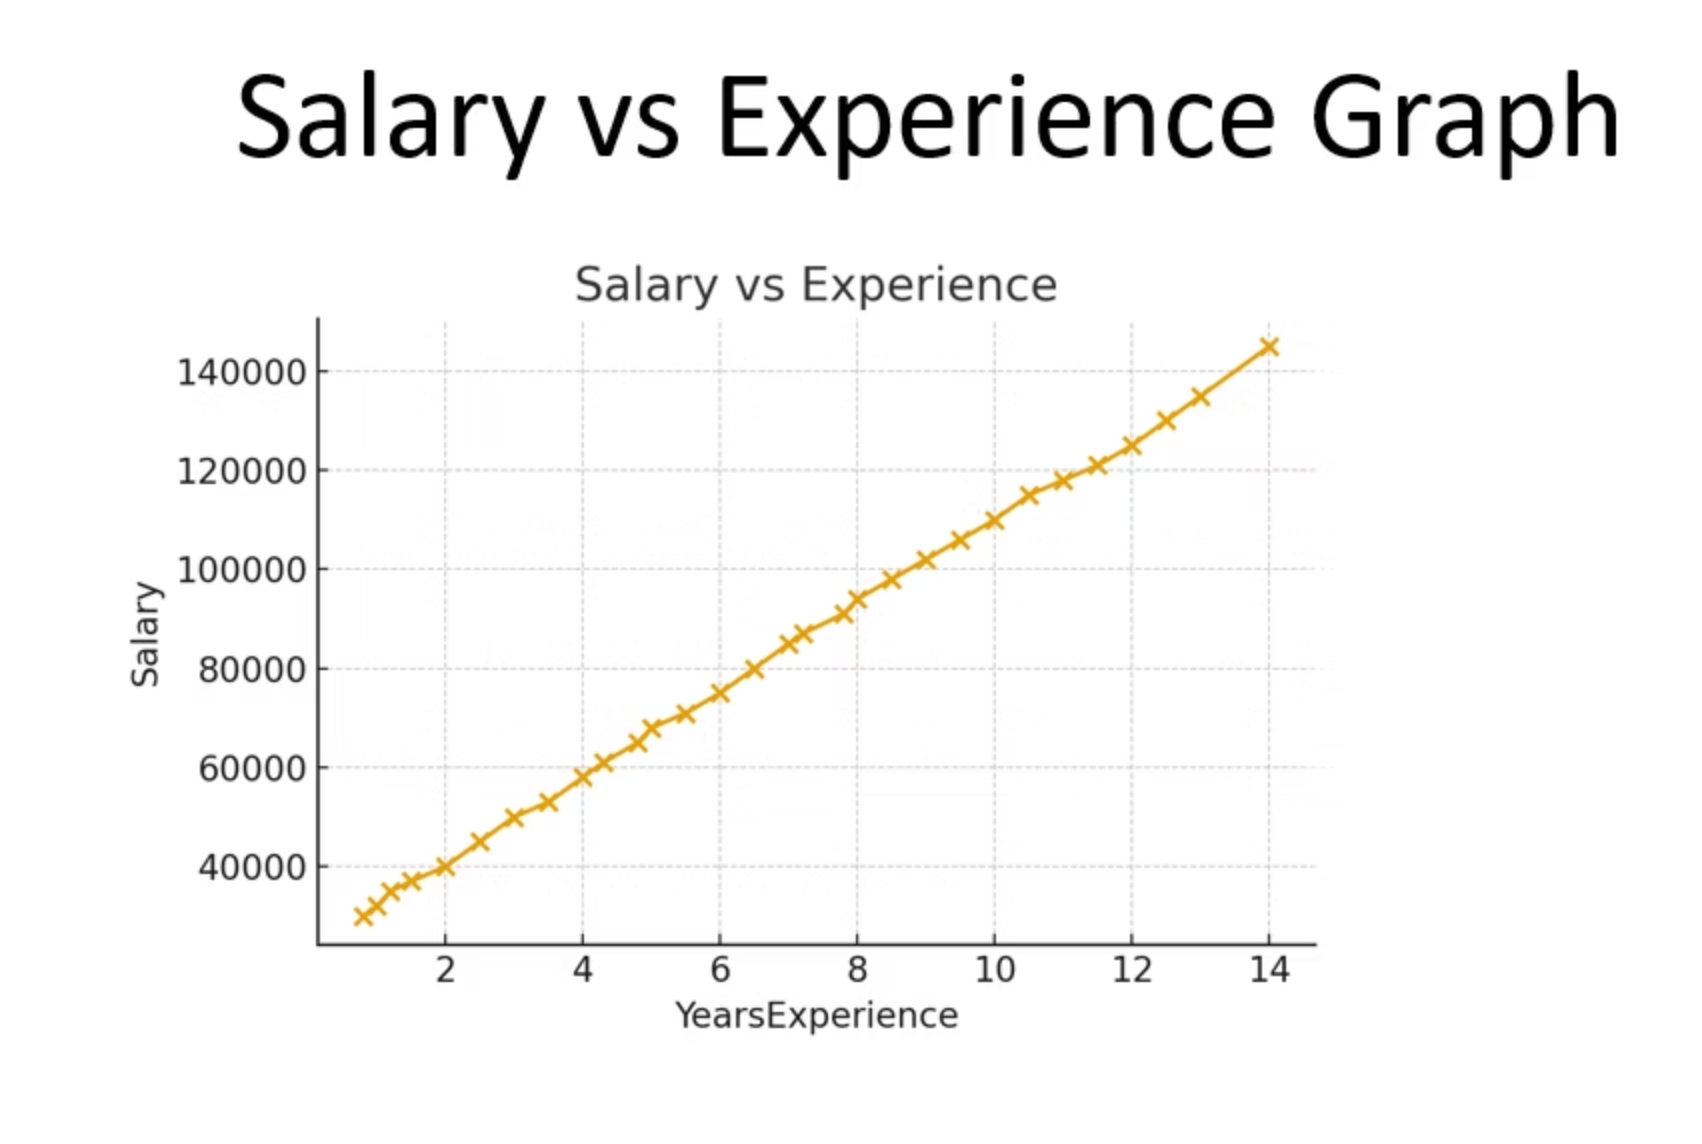 Salary vs Experience Graph
Salary vs Experience
140000
120000
100000
80000
60000
40000
Salary
2 4 6 8 10 12 14
YearsExperience